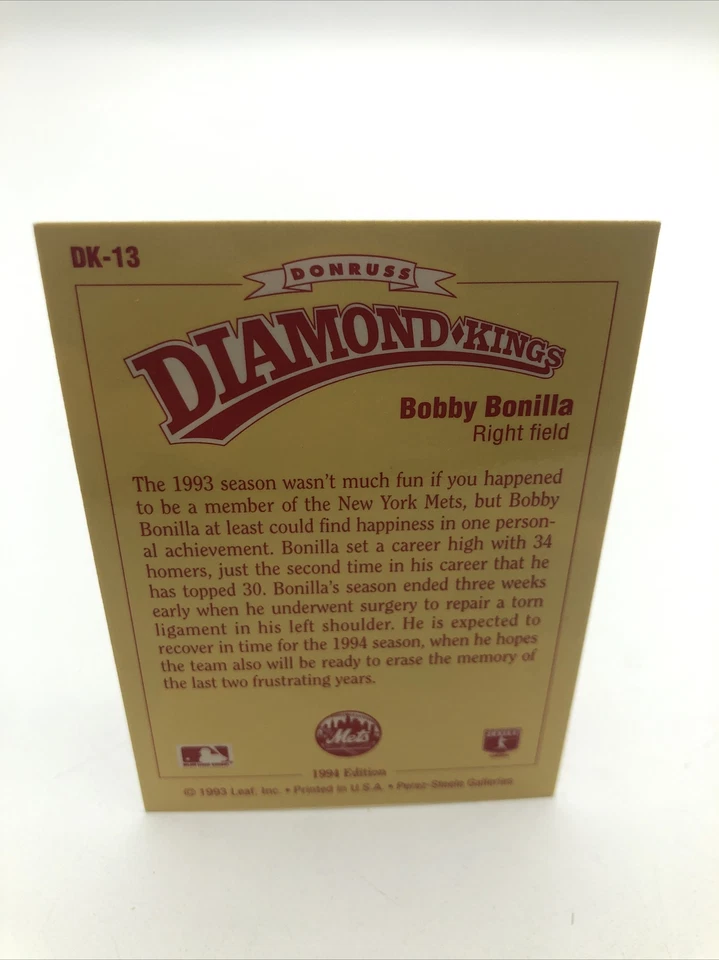 DK-13
DONRUSS
DIAMOND KINGS
Bobby Bonilla
Right field
The 1993 season wasn't much fun if you happened
to be a member of the New York Mets, but Bobby
Bonilla at least could find happiness in one person-
al achievement. Bonilla set a career high with 34
homers, just the second time in his career that he
has topped 30. Bonilla's season ended three weeks
early when he underwent surgery to repair a torn
ligament in his left shoulder. He is expected to
recover in time for the 1994 season, when he hopes
the team also will be ready to erase the memory of
the last two frustrating years.
Mets
1994 Edition
© 1993 Leaf, Inc. • Printed in U.S.A. • Perez-Steele Galleries